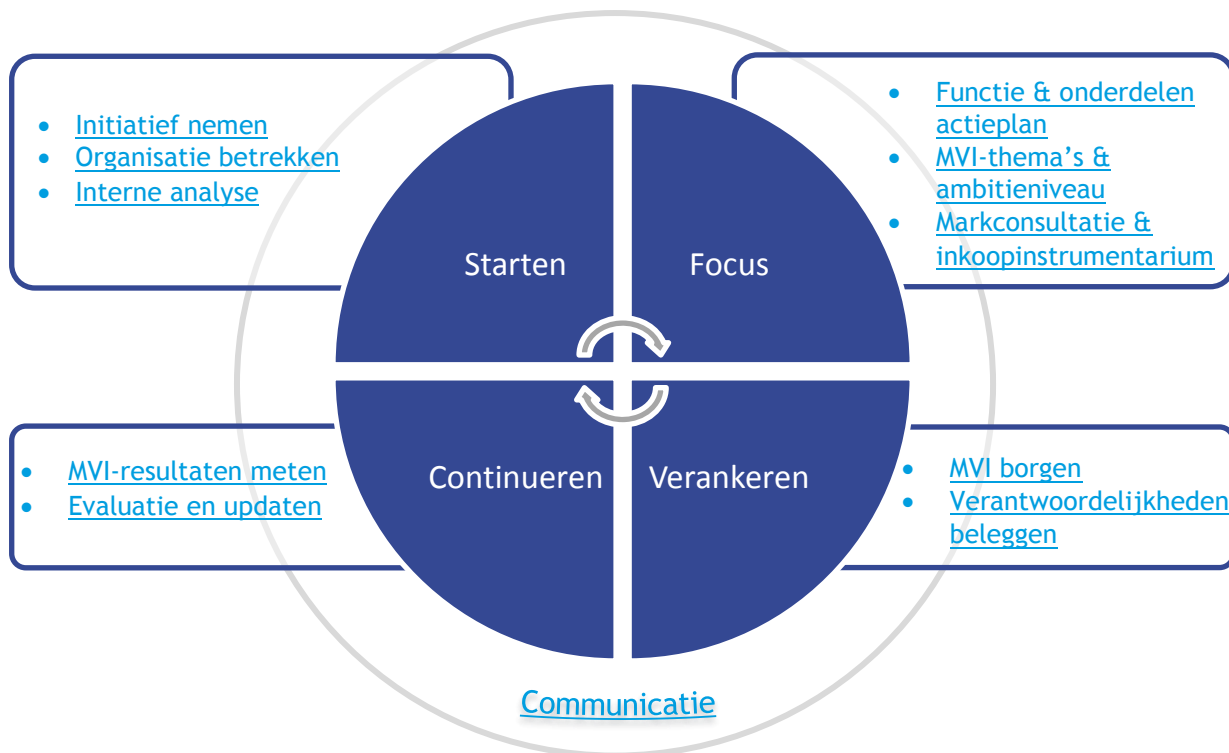 Initiatief nemen
Organisatie betrekken
Interne analyse
Functie & onderdelen
actieplan
MVI-thema’s &
ambitieniveau
Markconsultatie &
inkoopinstrumentarium
Starten
Focus
Continueren
Verankeren
MVI-resultaten meten
Evaluatie en updaten
MVI borgen
Verantwoordelijkheden
beleggen
Communicatie